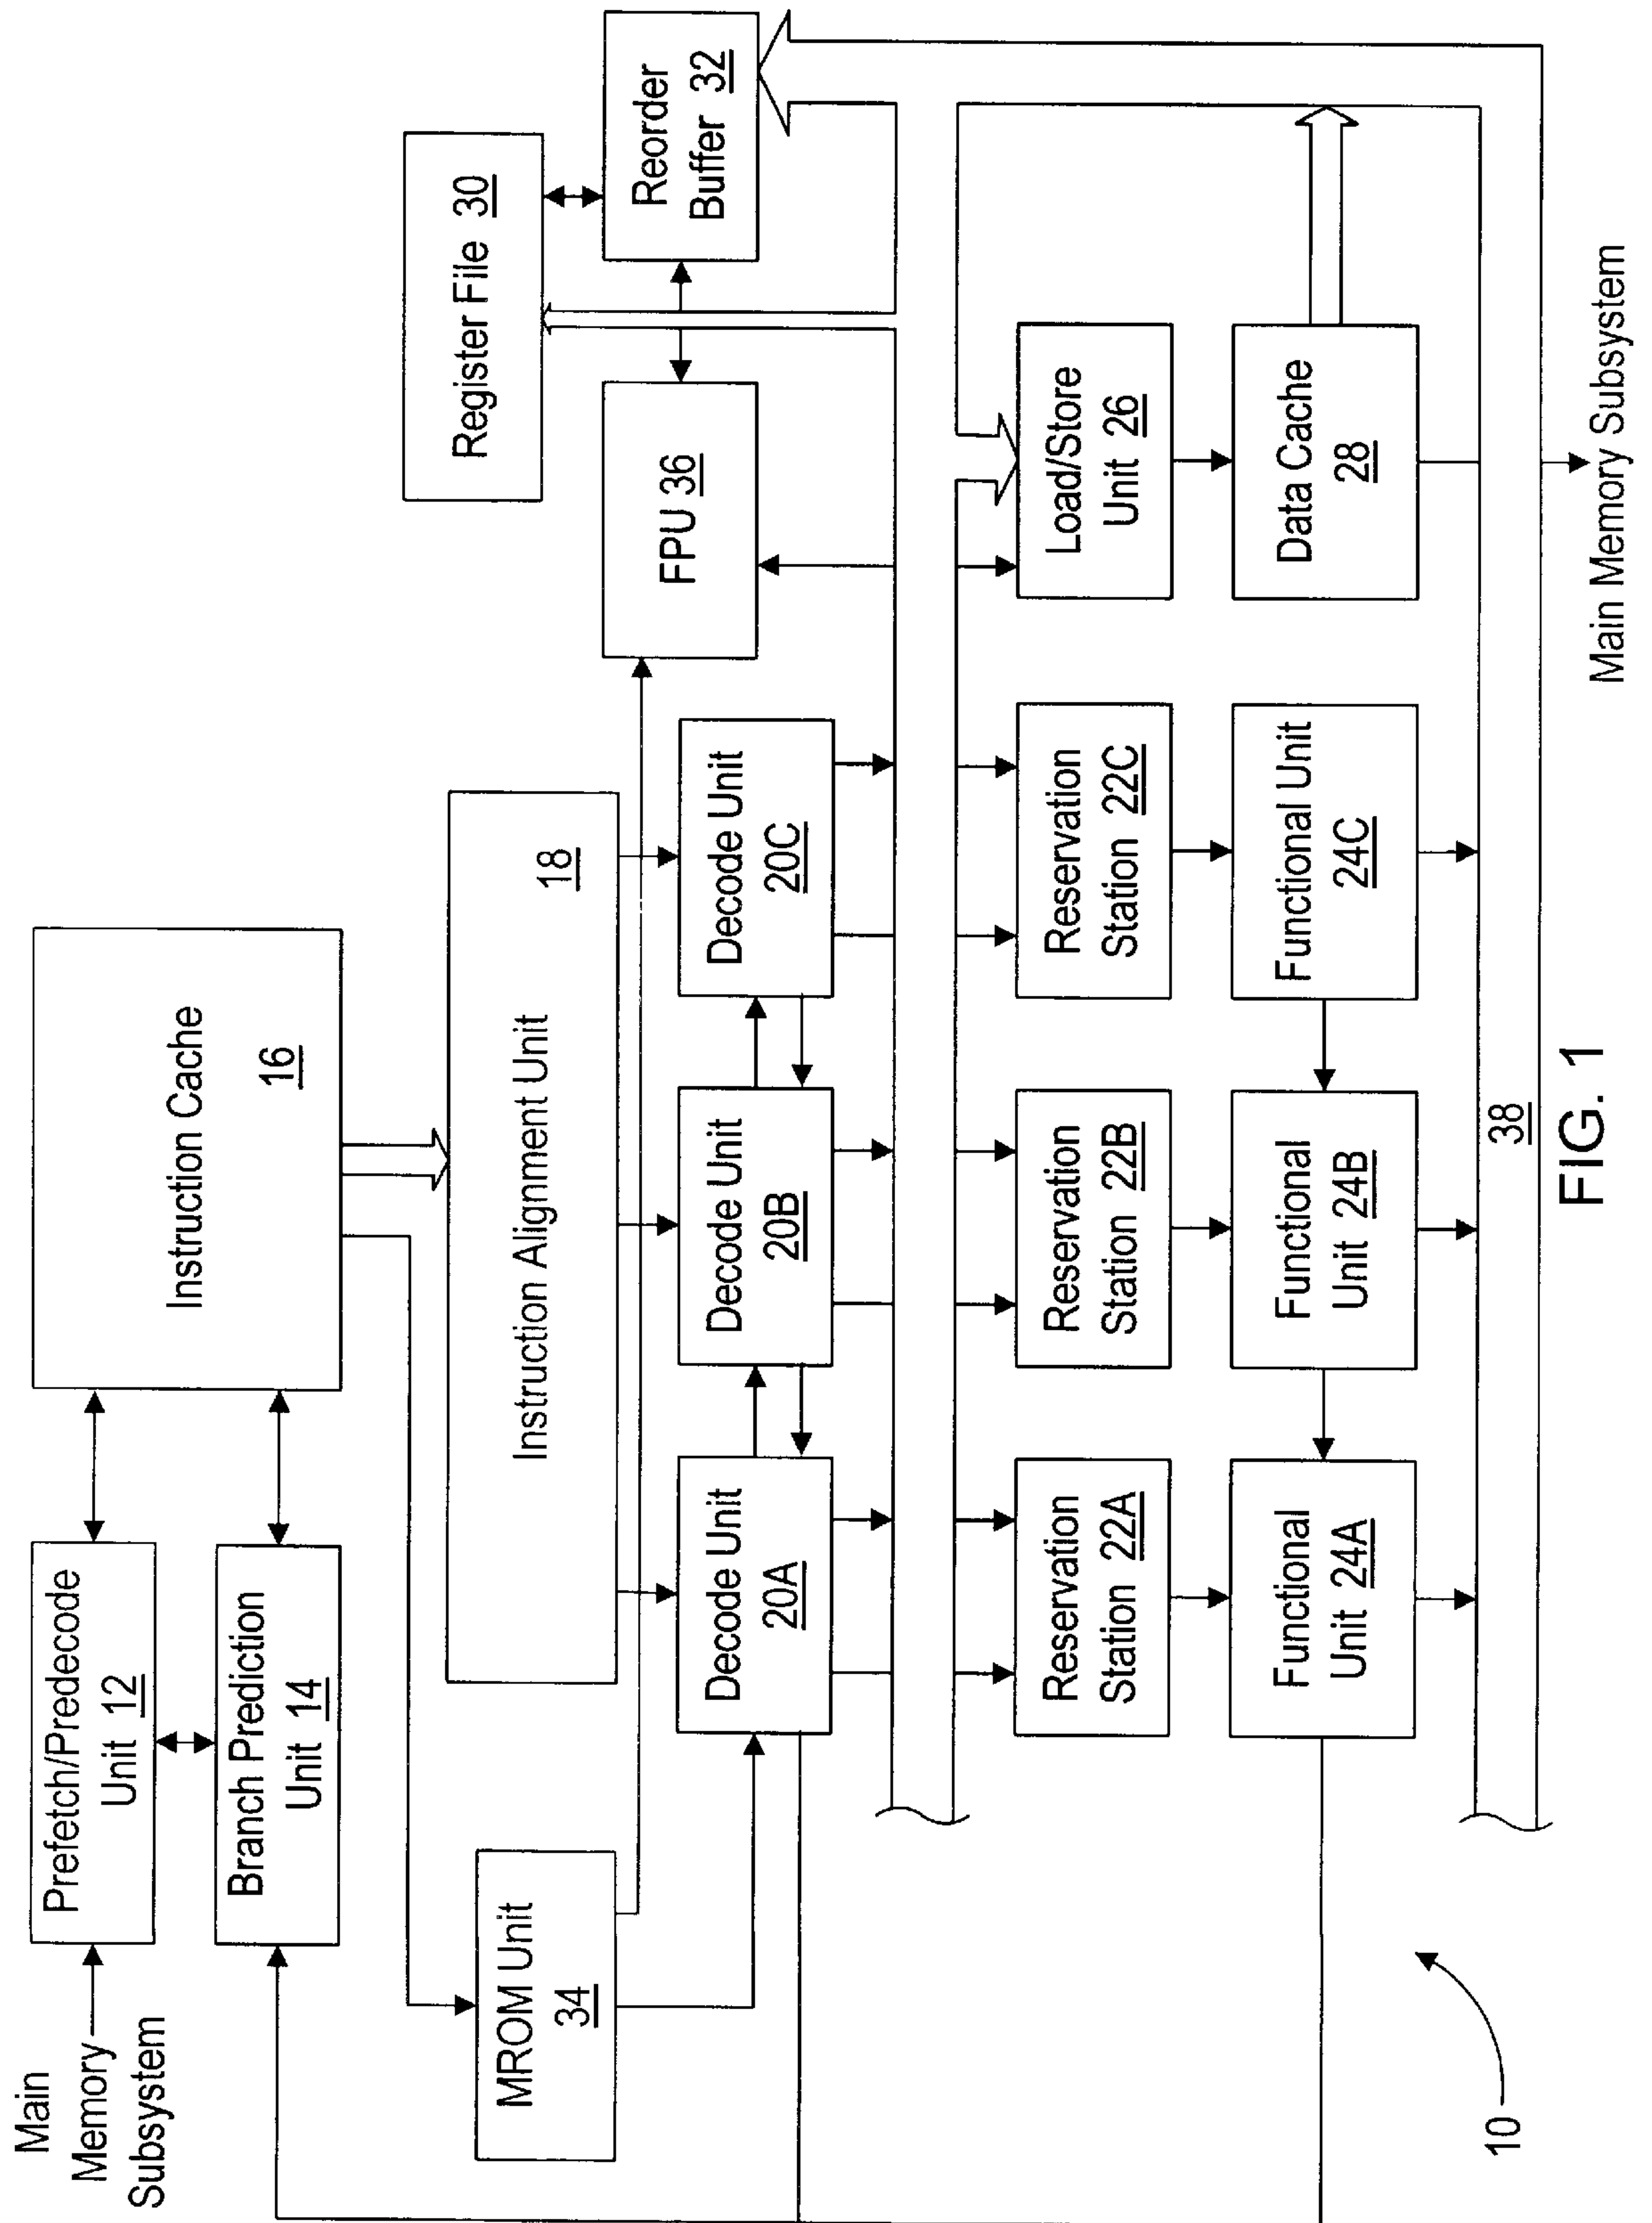 Main
Memory
Subsystem
Prefetch/Predecode
Unit 12
Branch Prediction
Unit 14
Instruction Cache
16
MROM Unit
34
Instruction Alignment Unit
18
Register File 30
Reorder
Buffer 32
FPU 36
Decode Unit
20A
Decode Unit
20B
Decode Unit
20C
Reservation
Station 22A
Reservation
Station 22B
Reservation
Station 22C
Load/Store
Unit 26
Functional
Unit 24A
Functional
Unit 24B
Functional Unit
24C
Data Cache
28
38
Main Memory Subsystem
10
FIG. 1